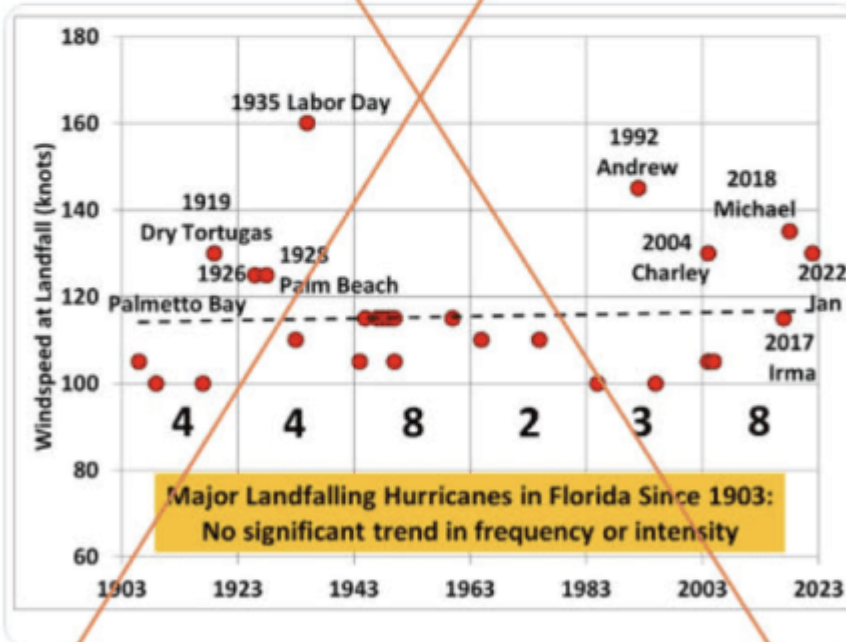 180
160
140
120
100
80
60
Windspeed at Landfall (knots)
1935 Labor Day
1919
Dry Tortugas
1926
Palmetto Bay
1928
Palm Beach
1992
Andrew
2018
Michael
2004
Charley
2022
Jan
2017
Irma
4 4 8 2 3 8
Major Landfalling Hurricanes in Florida Since 1903:
No significant trend in frequency or intensity
1903 1923 1943 1963 1983 2003 2023